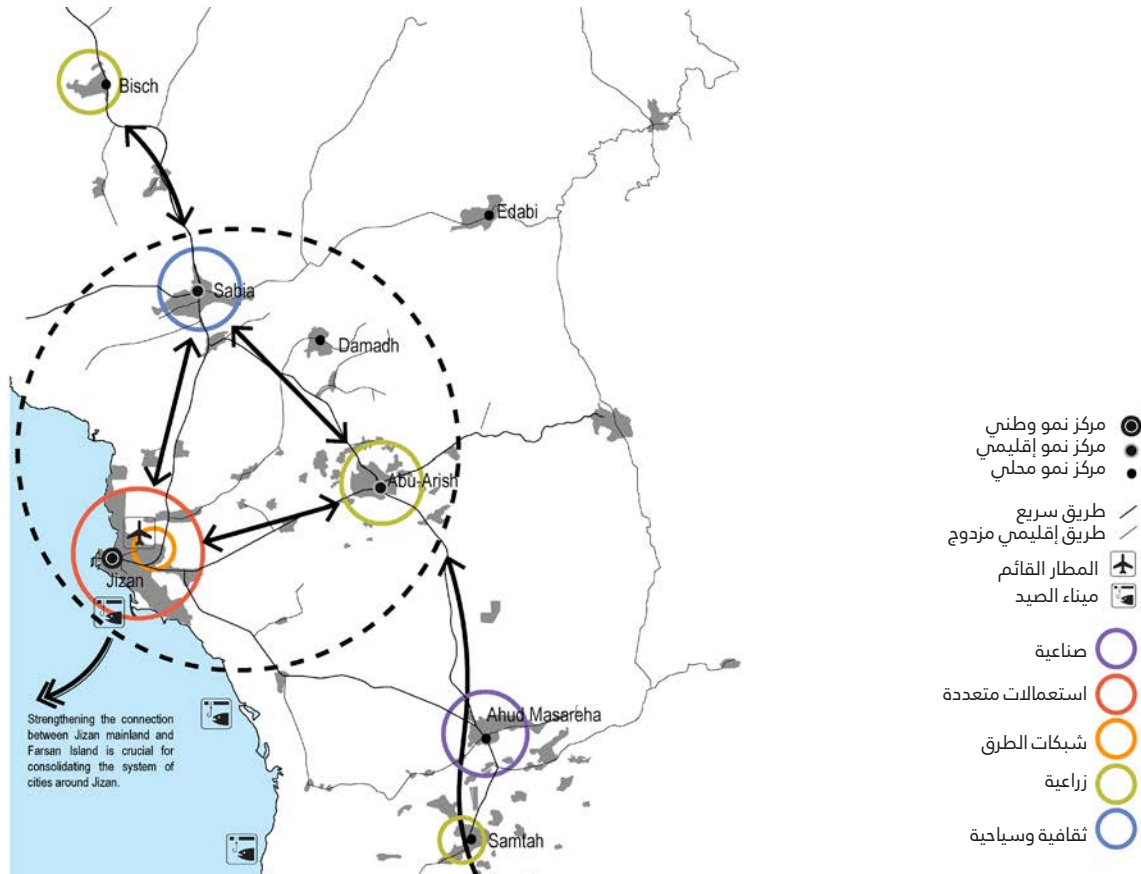 Bisch
Edabi
Sabia
Damadh
Abu-Arish
Jizan
Strengthening the connection
between Jizan mainland and
Farsan Island is crucial for
consolidating the system of
cities around Jizan.
Ahud Masareha
Samtah
مركز نمو وطني
مركز نمو إقليمي
مركز نمو محلي
طريق سريع
طريق إقليمي مزدوج
المطار القائم
ميناء الصيد
صناعية
استعمالات متعددة
شبكات الطرق
زراعية
ثقافية وسياحية